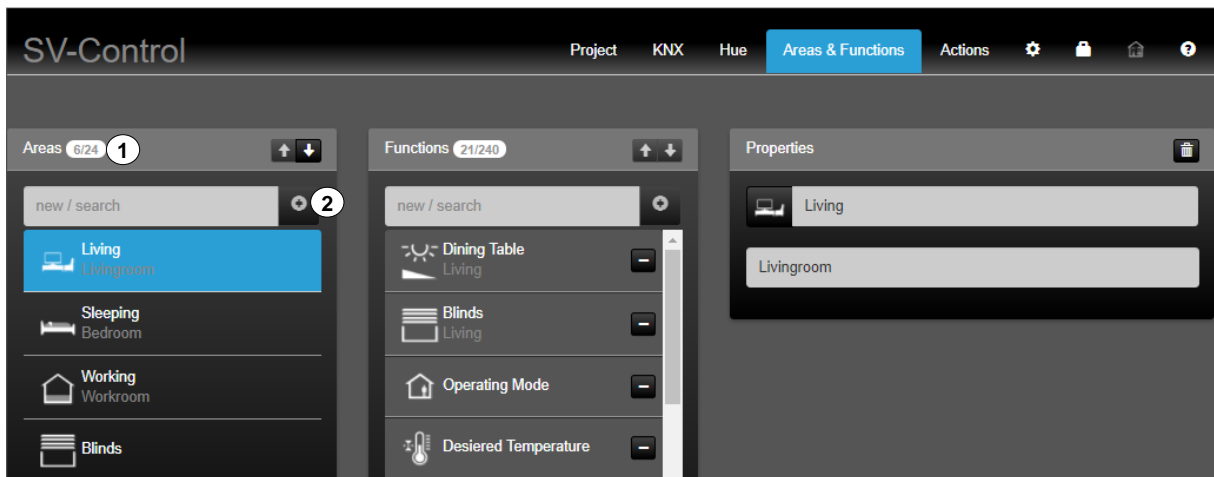 SV-Control
Project KNX Hue Areas & Functions Actions ?
Areas 6/24 1
new / search 2
Living
Livingroom
Sleeping
Bedroom
Working
Workroom
Blinds
Functions 21/240
new / search
Dining Table
Living
Blinds
Living
Operating Mode
Desiered Temperature
Properties
Living
Livingroom